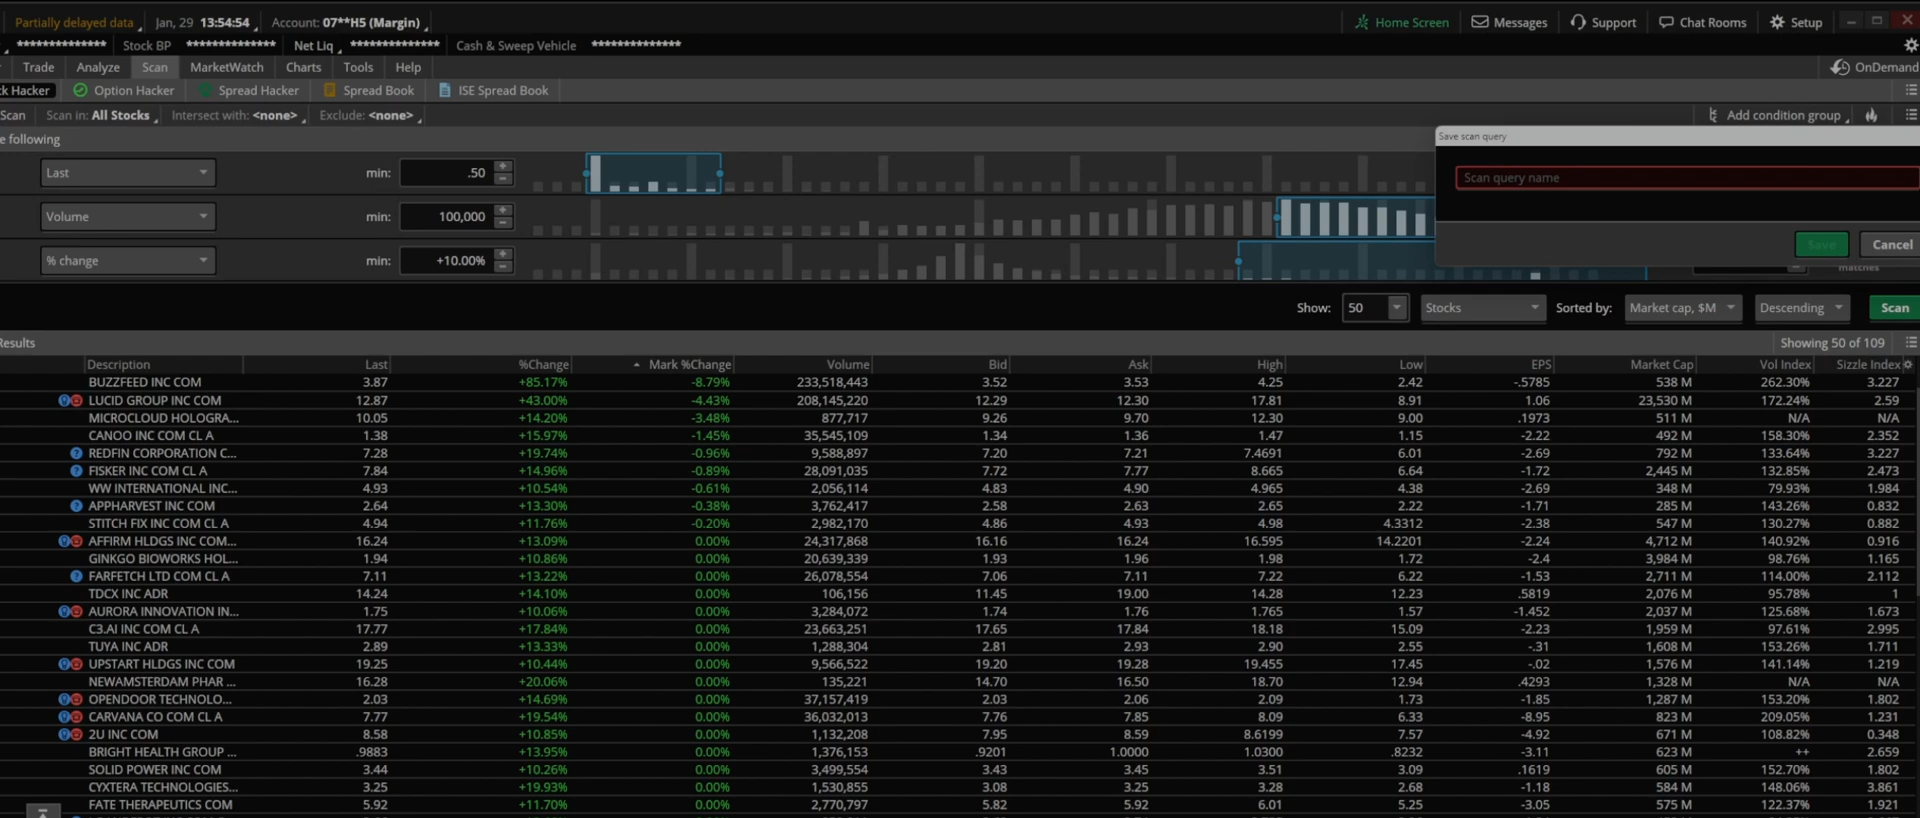 Partially delayed data Jan, 29 13:54:54 Account: 07**H5 (Margin) Home Screen Messages Support Chat Rooms Setup
************** Stock BP ************** Net Liq ************** Cash & Sweep Vehicle **************
Trade Analyze Scan MarketWatch Charts Tools Help OnDemand
ck Hacker Option Hacker Spread Hacker Spread Book ISE Spread Book
Scan Scan in: All Stocks Intersect with: <none> Exclude: <none> Add condition group
e following
Save scan query
Last min: .50
Scan query name
Volume min: 100,000
Save Cancel
% change min: +10.00%
matches
Show: 50 Stocks Sorted by: Market cap, $M Descending Scan
Results Showing 50 of 109
Description Last %Change Mark %Change Volume Bid Ask High Low EPS Market Cap Vol Index Sizzle Index
BUZZFEED INC COM 3.87 +85.17% -8.79% 233,518,443 3.52 3.53 4.25 2.42 -.5785 538 M 262.30% 3.227
LUCID GROUP INC COM 12.87 +43.00% -4.43% 208,145,220 12.29 12.30 17.81 8.91 1.06 23,530 M 172.24% 2.59
MICROCLOUD HOLOGRA... 10.05 +14.20% -3.48% 877,717 9.26 9.70 12.30 9.00 .1973 511 M N/A N/A
CANOO INC COM CL A 1.38 +15.97% -1.45% 35,545,109 1.34 1.36 1.47 1.15 -2.22 492 M 158.30% 2.352
REDFIN CORPORATION C... 7.28 +19.74% -0.96% 9,588,897 7.20 7.21 7.4691 6.01 -2.69 792 M 133.64% 3.227
FISKER INC COM CL A 7.84 +14.96% -0.89% 28,091,035 7.72 7.77 8.665 6.64 -1.72 2,445 M 132.85% 2.473
WW INTERNATIONAL INC... 4.93 +10.54% -0.61% 2,056,114 4.83 4.90 4.965 4.38 -2.69 348 M 79.93% 1.984
APPHARVEST INC COM 2.64 +13.30% -0.38% 3,762,417 2.58 2.63 2.65 2.22 -1.71 285 M 143.26% 0.832
STITCH FIX INC COM CL A 4.94 +11.76% -0.20% 2,982,170 4.86 4.93 4.98 4.3312 -2.38 547 M 130.27% 0.882
AFFIRM HLDGS INC COM... 16.24 +13.09% 0.00% 24,317,868 16.16 16.24 16.595 14.2201 -2.24 4,712 M 140.92% 0.916
GINKGO BIOWORKS HOL... 1.94 +10.86% 0.00% 20,639,339 1.93 1.96 1.98 1.72 -2.4 3,984 M 98.76% 1.165
FARFETCH LTD COM CL A 7.11 +13.22% 0.00% 26,078,554 7.06 7.11 7.22 6.22 -1.53 2,711 M 114.00% 2.112
TDCX INC ADR 14.24 +14.10% 0.00% 106,156 11.45 19.00 14.28 12.23 .5819 2,076 M 95.78% 1
AURORA INNOVATION IN... 1.75 +10.06% 0.00% 3,284,072 1.74 1.76 1.765 1.57 -1.452 2,037 M 125.68% 1.673
C3.AI INC COM CL A 17.77 +17.84% 0.00% 23,663,251 17.65 17.84 18.18 15.09 -2.23 1,959 M 97.61% 2.995
TUYA INC ADR 2.89 +13.33% 0.00% 1,288,304 2.81 2.93 2.90 2.55 -.31 1,608 M 153.26% 1.711
UPSTART HLDGS INC COM 19.25 +10.44% 0.00% 9,566,522 19.20 19.28 19.455 17.45 -.02 1,576 M 141.14% 1.219
NEWAMSTERDAM PHAR ... 16.28 +20.06% 0.00% 135,221 14.70 16.50 18.70 12.94 .4293 1,328 M N/A N/A
OPENDOOR TECHNOLO... 2.03 +14.69% 0.00% 37,157,419 2.03 2.06 2.09 1.73 -1.85 1,287 M 153.20% 1.802
CARVANA CO COM CL A 7.77 +19.54% 0.00% 36,032,013 7.76 7.85 8.09 6.33 -8.95 823 M 209.05% 1.231
2U INC COM 8.58 +10.85% 0.00% 1,132,208 7.95 8.59 8.6199 7.57 -4.92 671 M 108.82% 0.348
BRIGHT HEALTH GROUP ... .9883 +13.95% 0.00% 1,376,153 .9201 1.0000 1.0300 .8232 -3.11 623 M ++ 2.659
SOLID POWER INC COM 3.44 +10.26% 0.00% 3,499,554 3.43 3.45 3.51 3.09 .1619 605 M 152.70% 1.802
CYXTERA TECHNOLOGIES... 3.25 +19.93% 0.00% 1,530,855 3.08 3.25 3.28 2.68 -1.18 584 M 148.06% 3.861
FATE THERAPEUTICS COM 5.92 +11.70% 0.00% 2,770,797 5.82 5.92 6.01 5.25 -3.05 575 M 122.37% 1.921